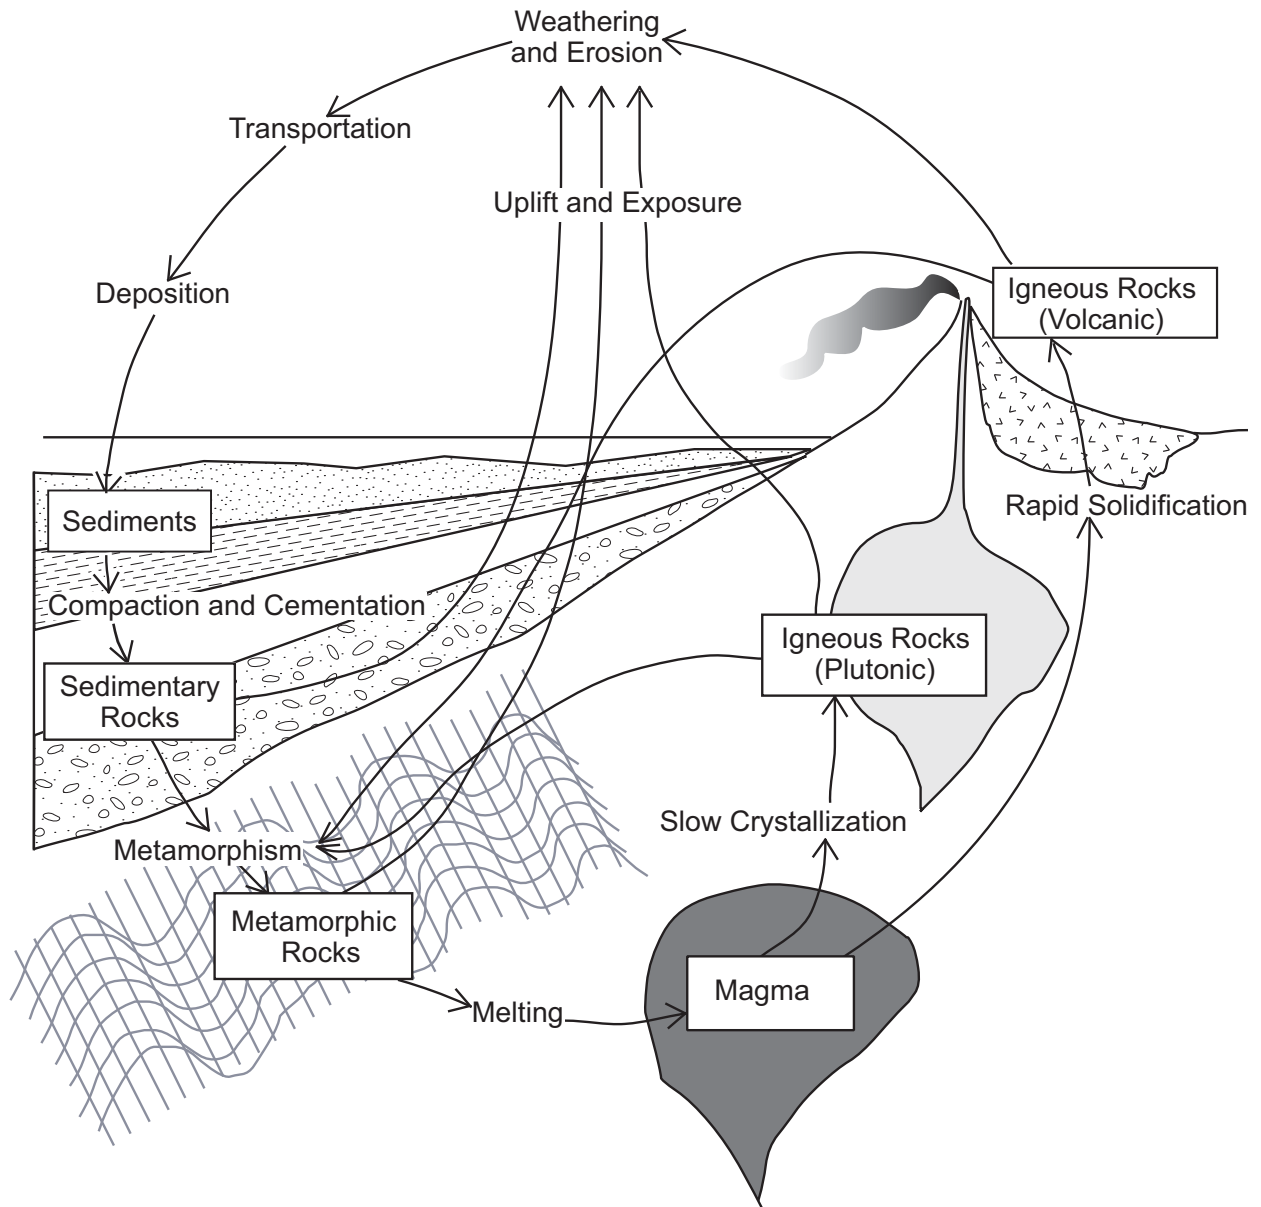 Weathering
and Erosion
Transportation
Uplift and Exposure
Deposition
Igneous Rocks
(Volcanic)
Sediments
Rapid Solidification
Compaction and Cementation
Igneous Rocks
(Plutonic)
Sedimentary
Rocks
Slow Crystallization
Metamorphism
Metamorphic
Rocks
Magma
Melting